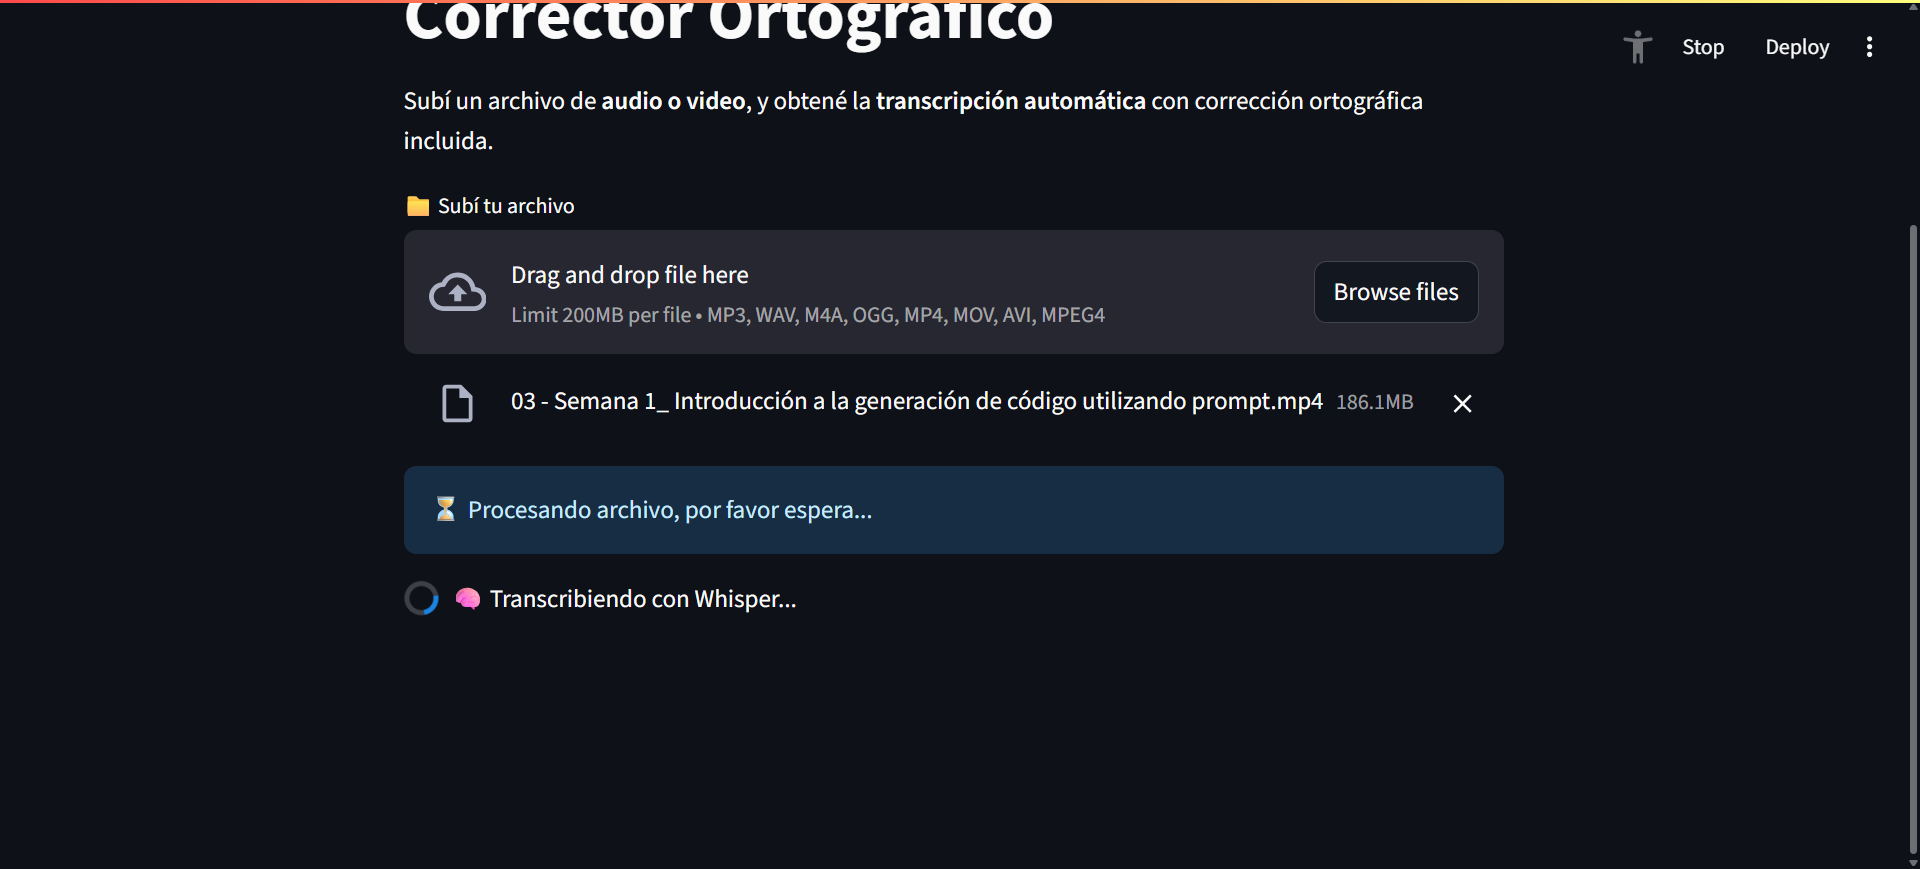 Corrector Ortográfico
Stop
Deploy
Subí un archivo de audio o video, y obtené la transcripción automática con corrección ortográfica
incluida.
Subí tu archivo
Drag and drop file here
Limit 200MB per file • MP3, WAV, M4A, OGG, MP4, MOV, AVI, MPEG4
Browse files
03 - Semana 1_ Introducción a la generación de código utilizando prompt.mp4 186.1MB
⏳ Procesando archivo, por favor espera...
🧠 Transcribiendo con Whisper...